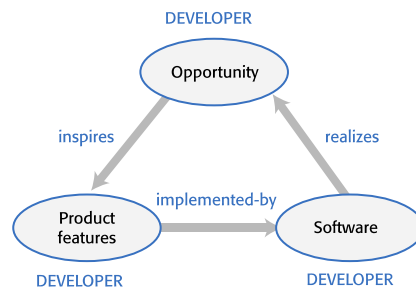 DEVELOPER
Opportunity
inspires
realizes
implemented-by
Product
features
Software
DEVELOPER
DEVELOPER